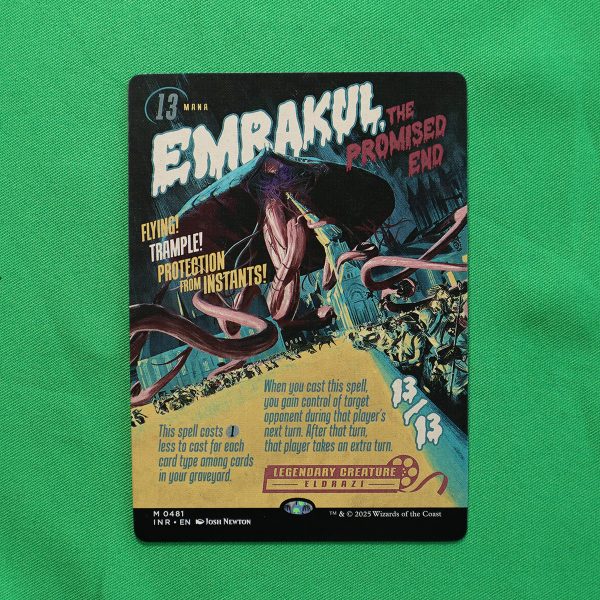 13 MANA
EMRAKUL,
THE
PROMISED
END
FLYING!
TRAMPLE!
PROTECTION
FROM INSTANTS!
This spell costs 1
less to cast for each
card type among cards
in your graveyard.
When you cast this spell,
you gain control of target
opponent during that player's
next turn. After that turn,
that player takes an extra turn.
13/13
LEGENDARY CREATURE
ELDRAZI
M 0481
INR • EN JOSH NEWTON
™ & © 2025 Wizards of the Coast